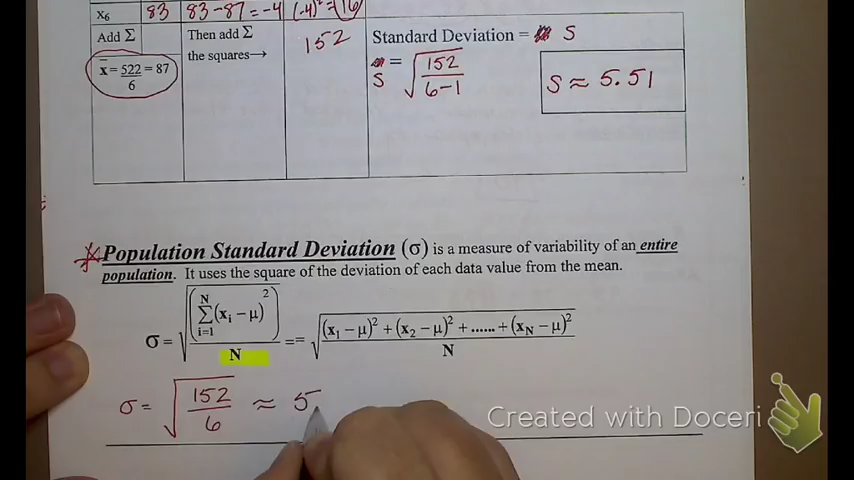 x₆ 83 83-87=-4 (-4)²=16
Add Σ Then add Σ the squares→ 152 Standard Deviation = S
x̄ = 522/6 = 87
S = √(152/(6-1))
S ≈ 5.51
Population Standard Deviation (σ) is a measure of variability of an entire
population. It uses the square of the deviation of each data value from the mean.
σ = √((Σ_{i=1}^{N}(xᵢ – μ)²)/N) == √(((x₁ – μ)² + (x₂ – μ)² + ...... + (x_N – μ)²)/N)
σ = √(152/6) ≈ 5
Created with Doceri